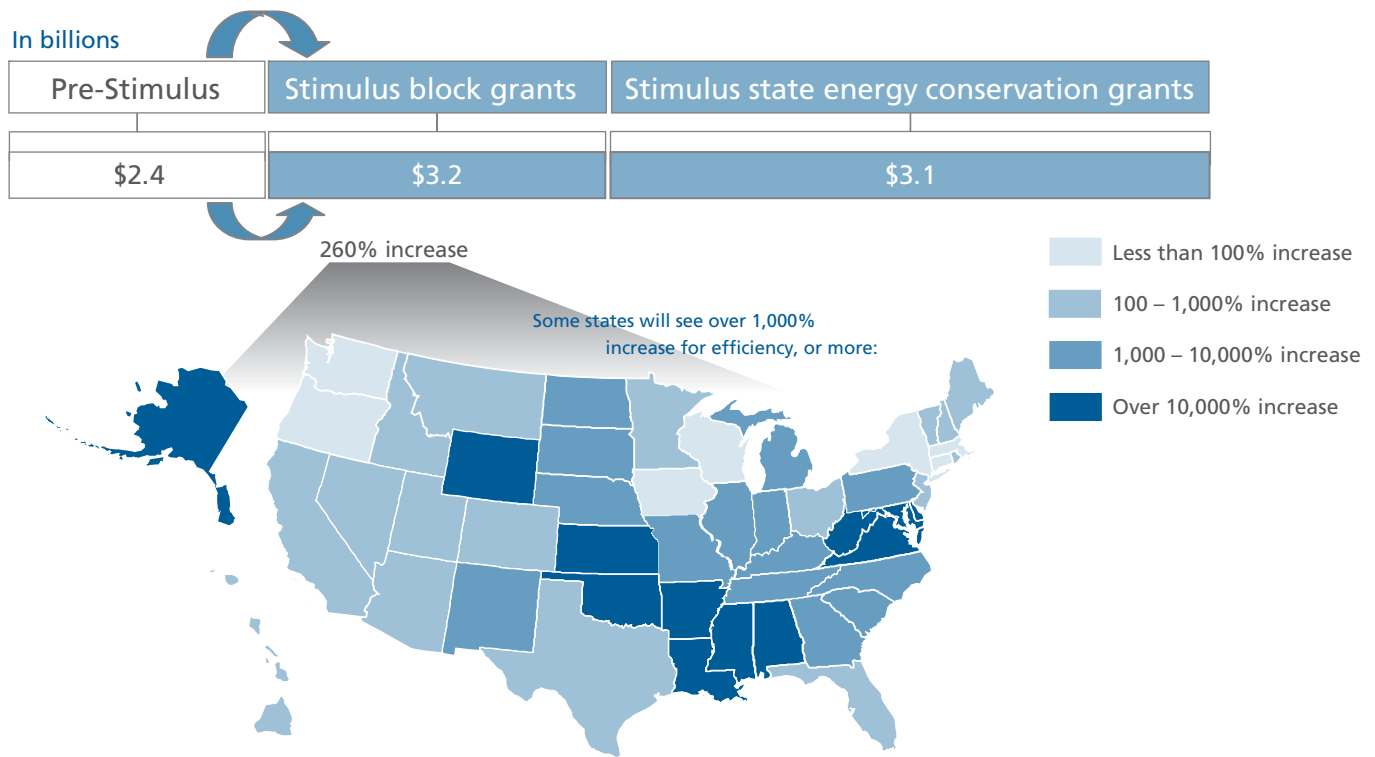 In billions
Pre-Stimulus
Stimulus block grants
Stimulus state energy conservation grants
$2.4
$3.2
$3.1
260% increase
Some states will see over 1,000%
increase for efficiency, or more:
Less than 100% increase
100 – 1,000% increase
1,000 – 10,000% increase
Over 10,000% increase